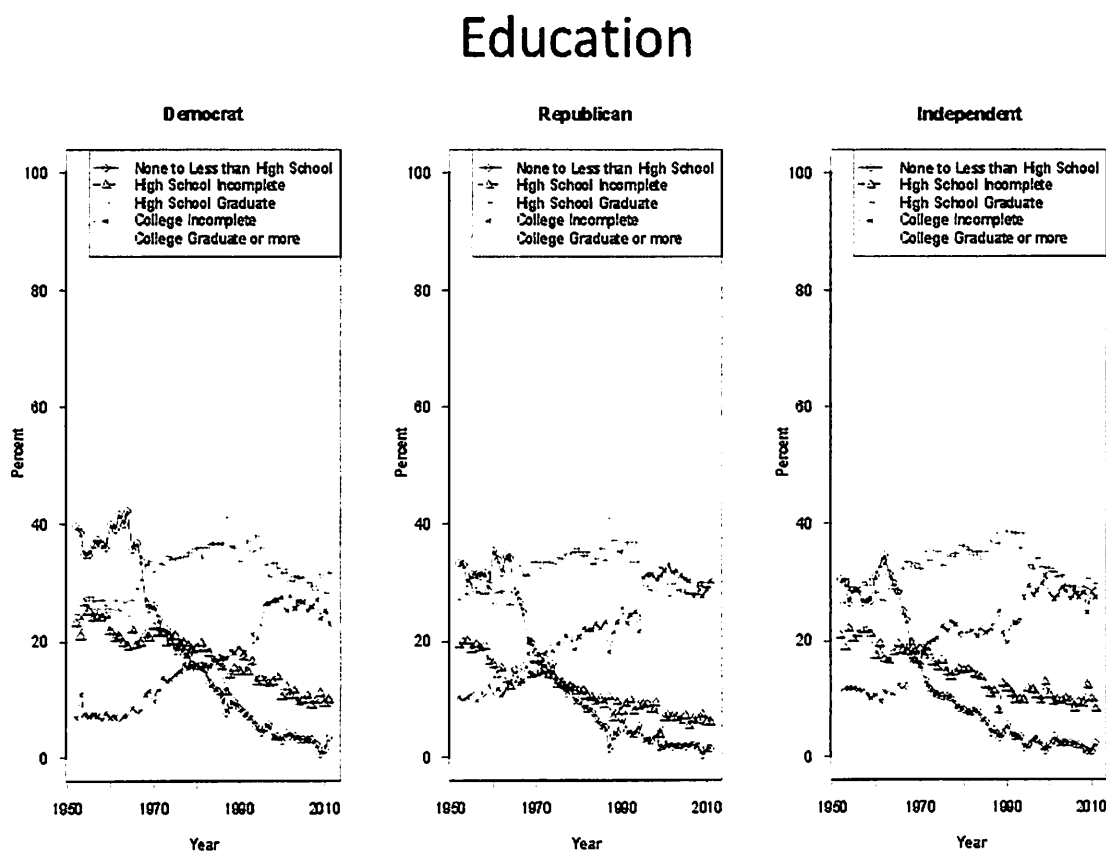 Education
Democrat
None to Less than High School
High School Incomplete
High School Graduate
College Incomplete
College Graduate or more
100
80
60
40
20
0
Percent
1950 1970 1990 2010
Year
Republican
None to Less than High School
High School Incomplete
High School Graduate
College Incomplete
College Graduate or more
100
80
60
40
20
0
Percent
1950 1970 1990 2010
Year
Independent
None to Less than High School
High School Incomplete
High School Graduate
College Incomplete
College Graduate or more
100
80
60
40
20
0
Percent
1950 1970 1990 2010
Year